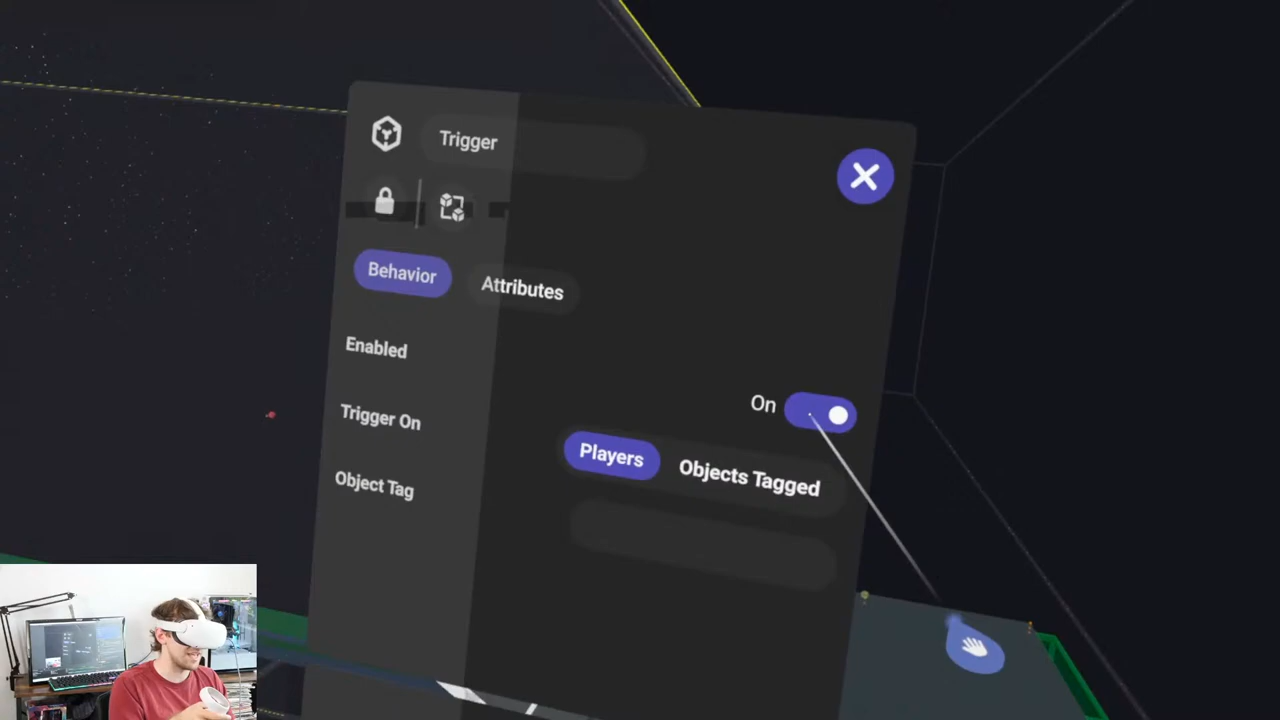 Trigger
Behavior
Attributes
Enabled
On
Trigger On
Players
Objects Tagged
Object Tag